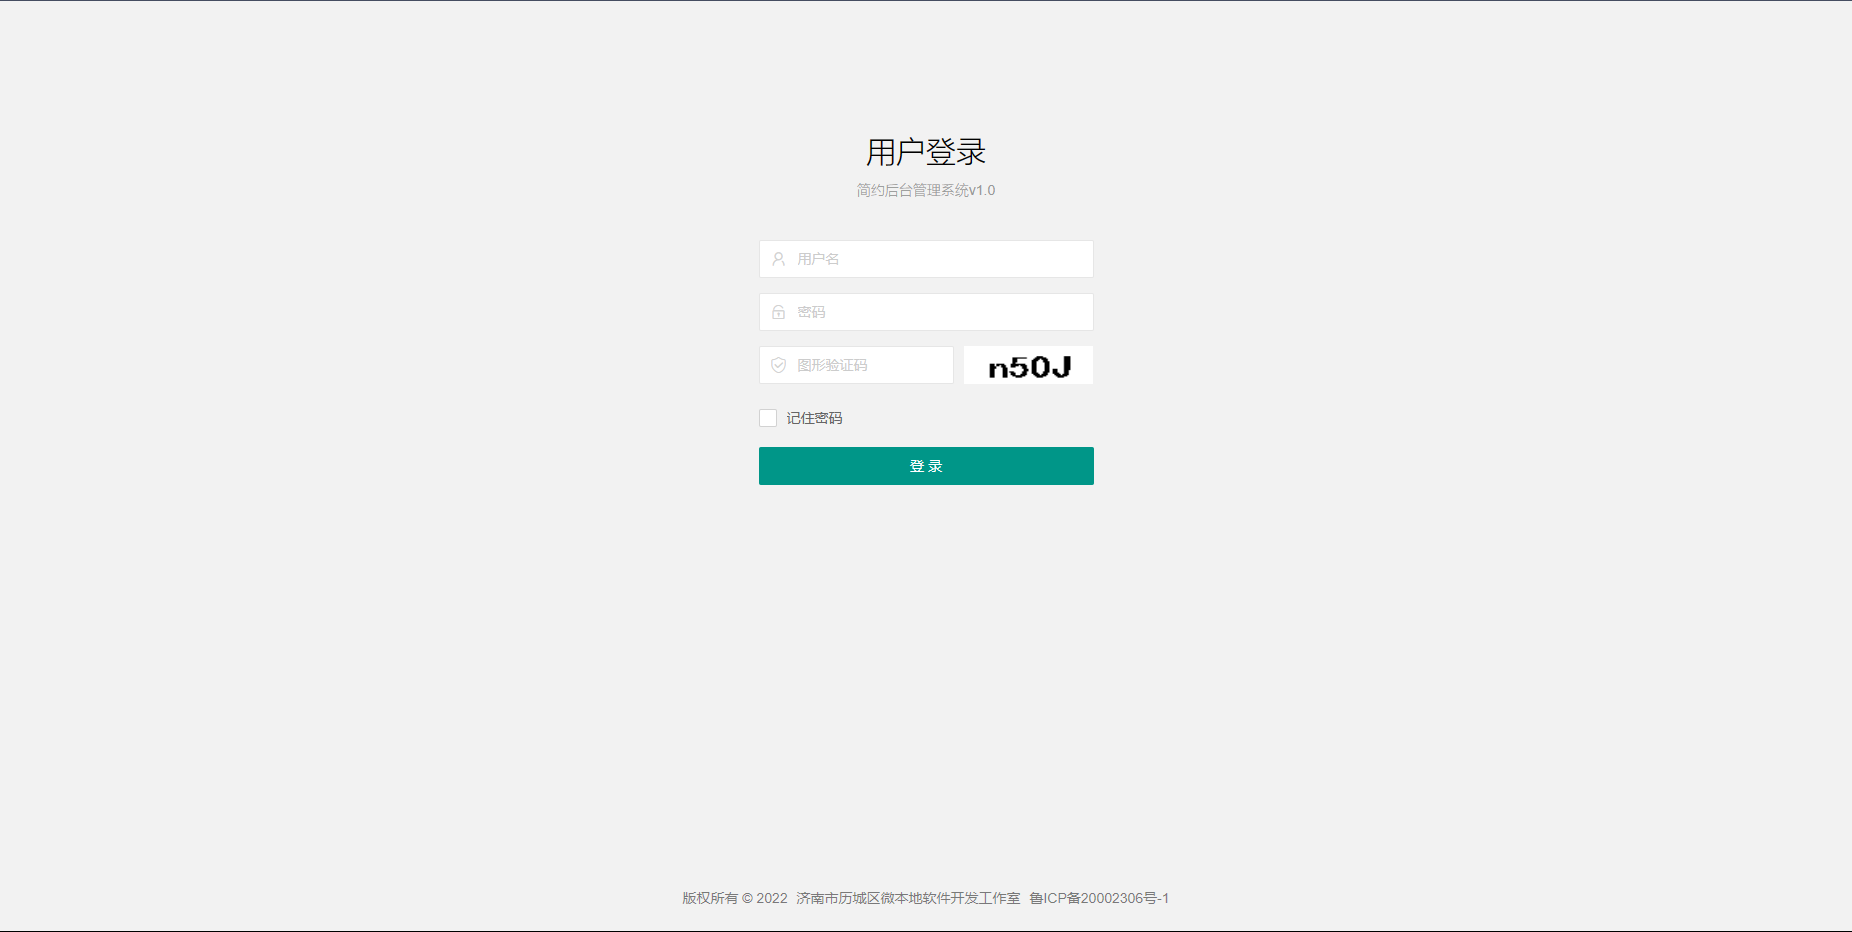 用户登录
简约后台管理系统v1.0
用户名
密码
图形验证码
n50J
记住密码
登 录
版权所有 © 2022 济南市历城区微本地软件开发工作室 鲁ICP备20002306号-1